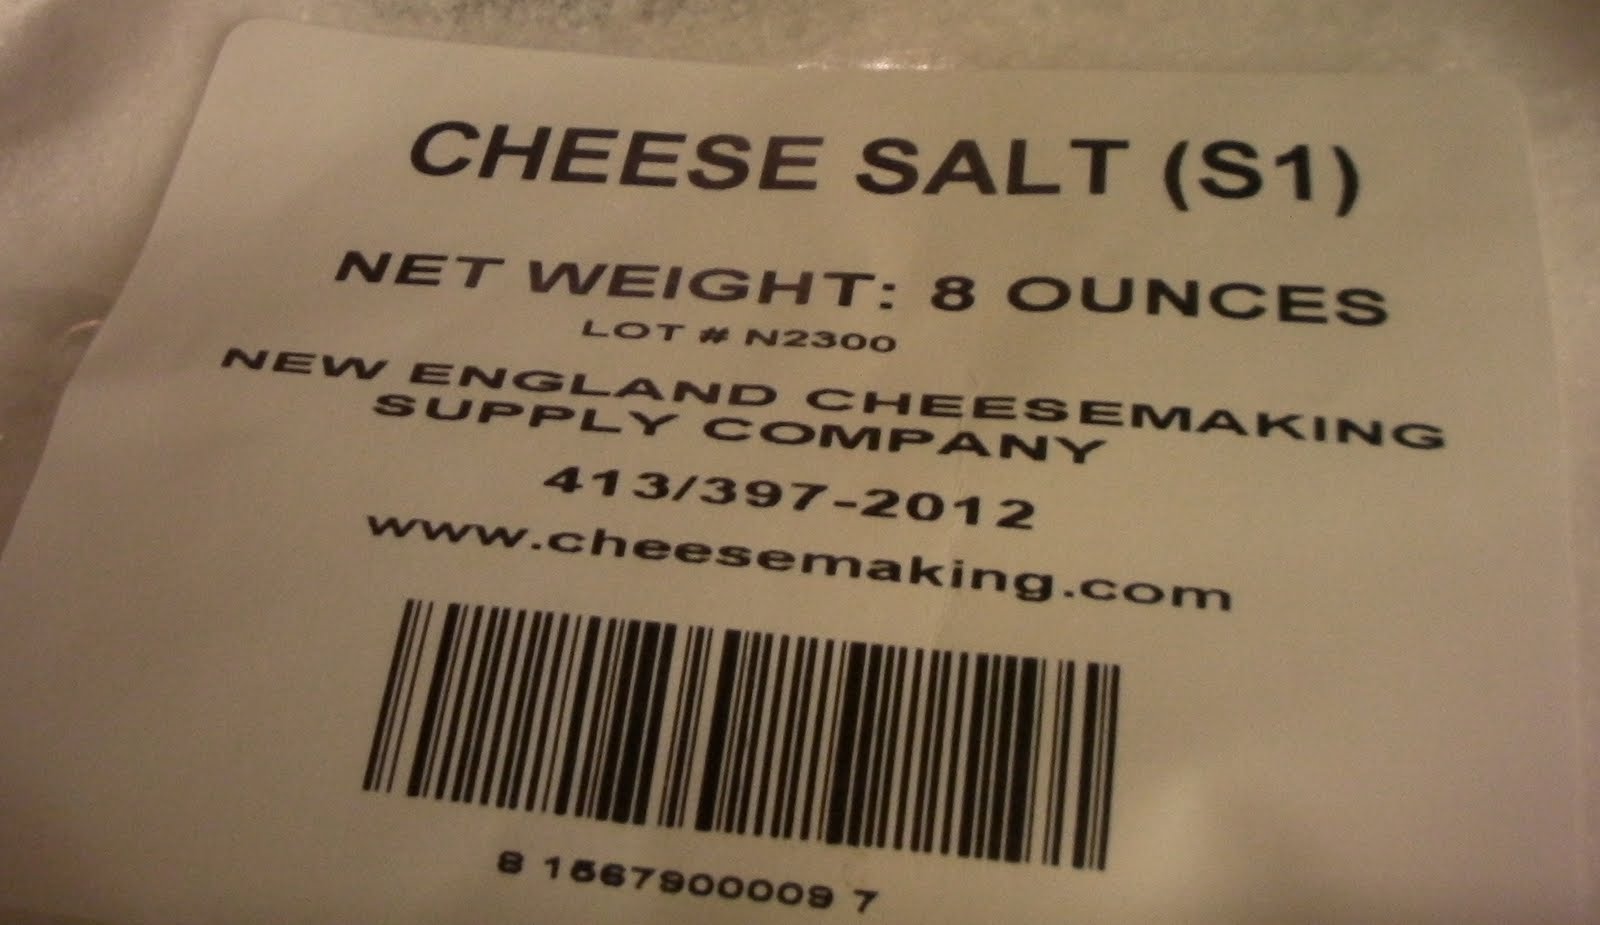 CHEESE SALT (S1)
NET WEIGHT: 8 OUNCES
LOT # N2300
NEW ENGLAND CHEESEMAKING
SUPPLY COMPANY
413/397-2012
www.cheesemaking.com
8 1567900009 7